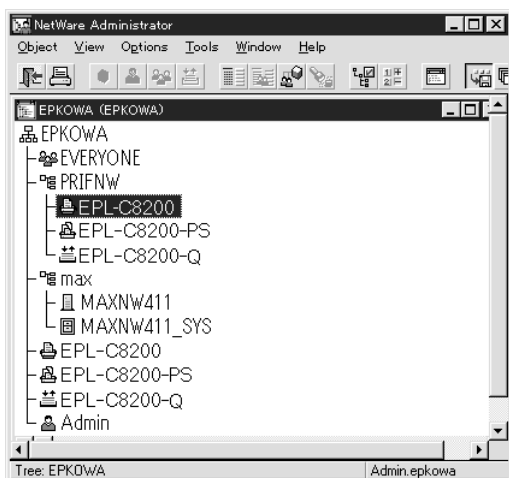 NetWare Administrator
Object View Options Tools Window Help
EPKOWA (EPKOWA)
EPKOWA
EVERYONE
PRIFNW
EPL-C8200
EPL-C8200-PS
EPL-C8200-Q
max
MAXNW411
MAXNW411_SYS
EPL-C8200
EPL-C8200-PS
EPL-C8200-Q
Admin
Tree: EPKOWA Admin.epkowa